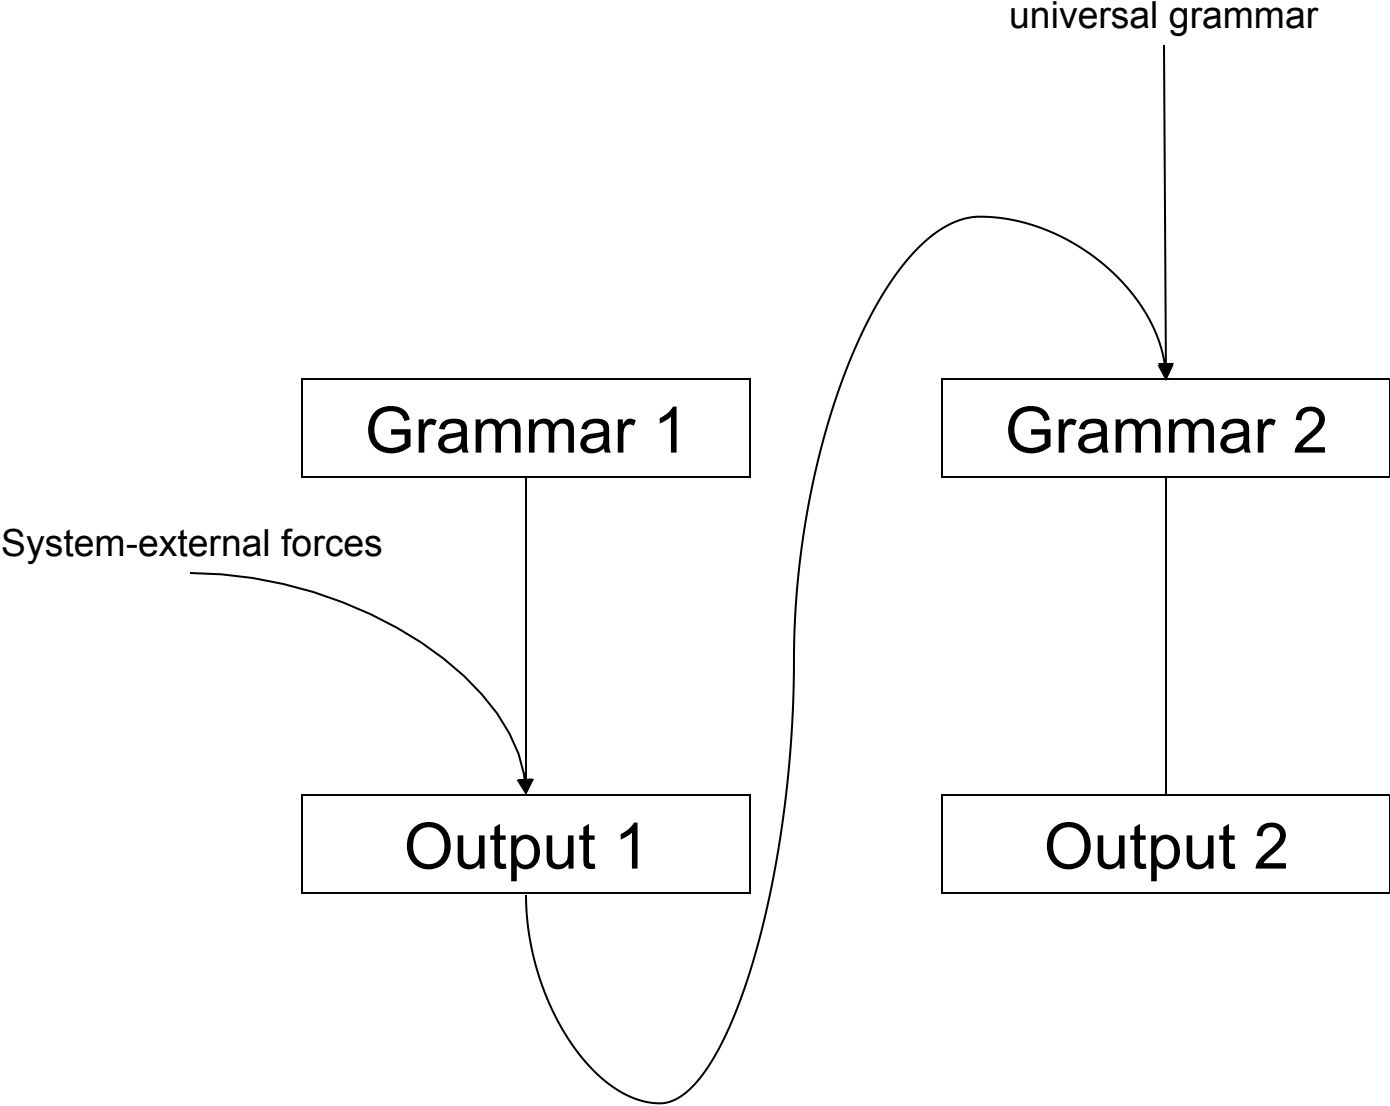 universal grammar
Grammar 1
Grammar 2
System-external forces
Output 1
Output 2